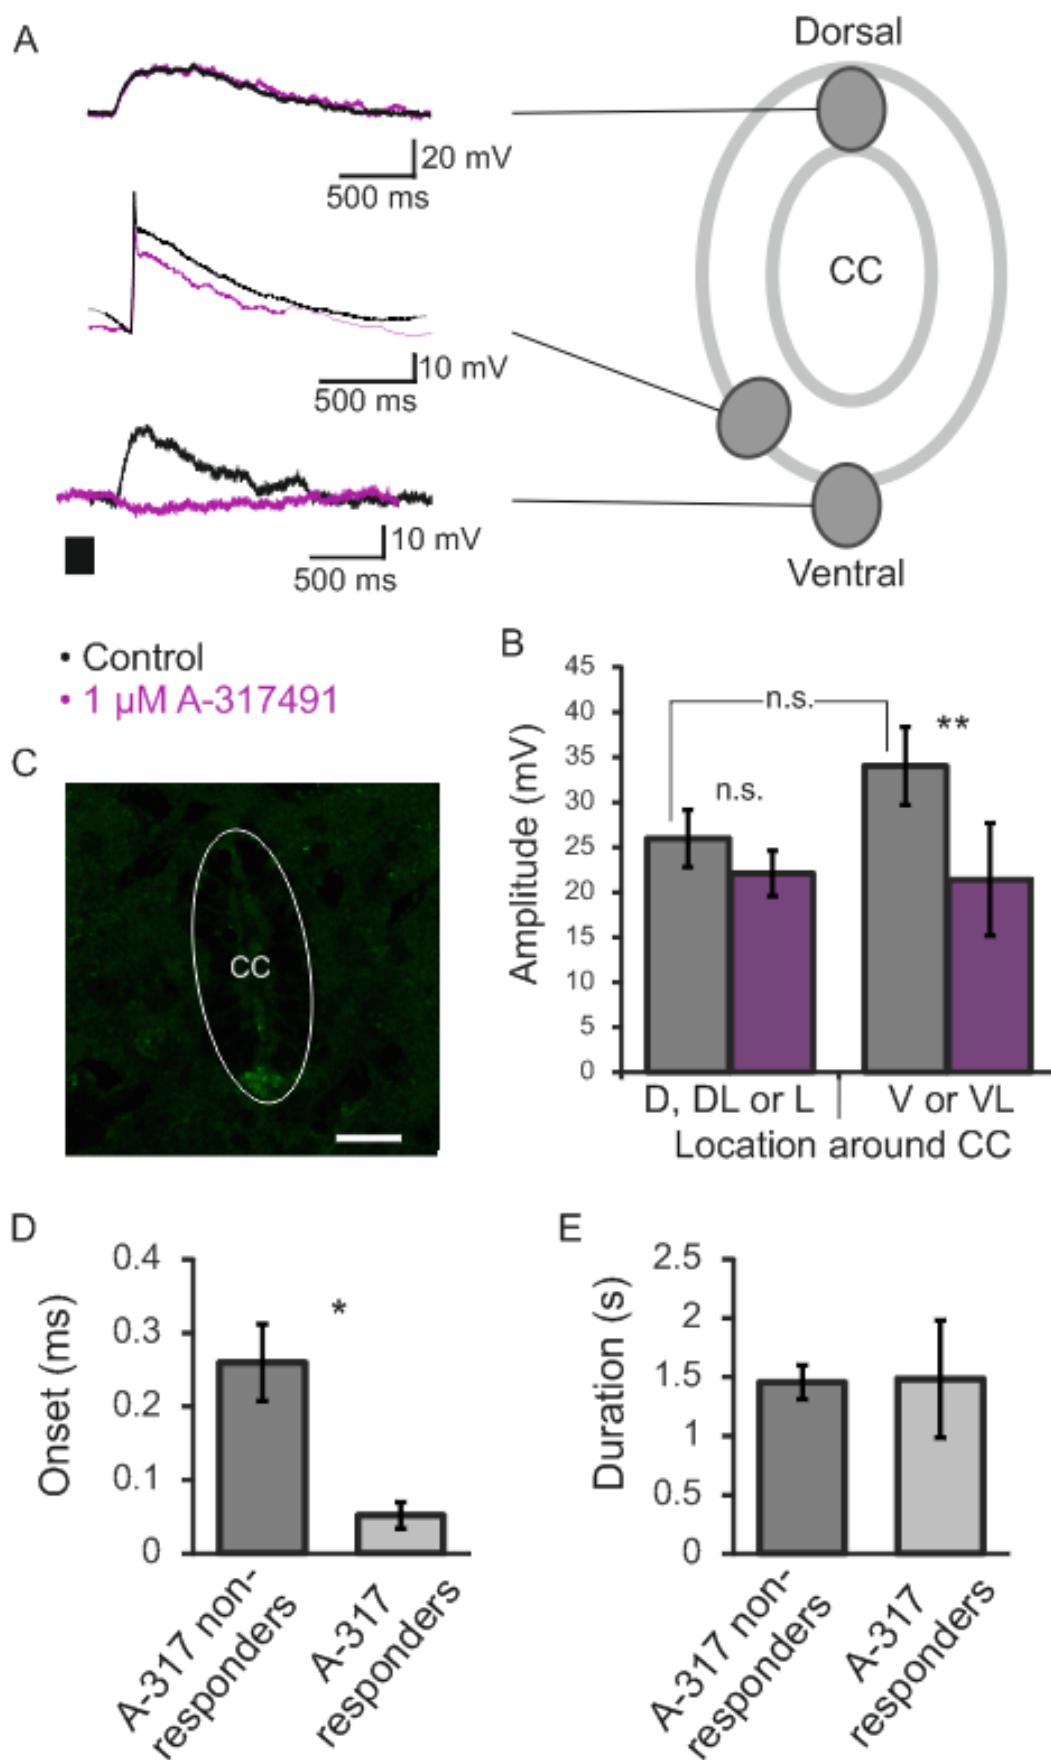 A
Dorsal
20 mV
500 ms
CC
10 mV
500 ms
10 mV
500 ms
Ventral
• Control
• 1 µM A-317491
B
45
40
35
30
25
20
15
10
5
0
Amplitude (mV)
n.s.
n.s.
**
D, DL or L
V or VL
Location around CC
C
CC
D
0.4
0.3
0.2
0.1
0
Onset (ms)
*
A-317 non-
responders
A-317
responders
E
2.5
2
1.5
1
0.5
0
Duration (s)
A-317 non-
responders
A-317
responders